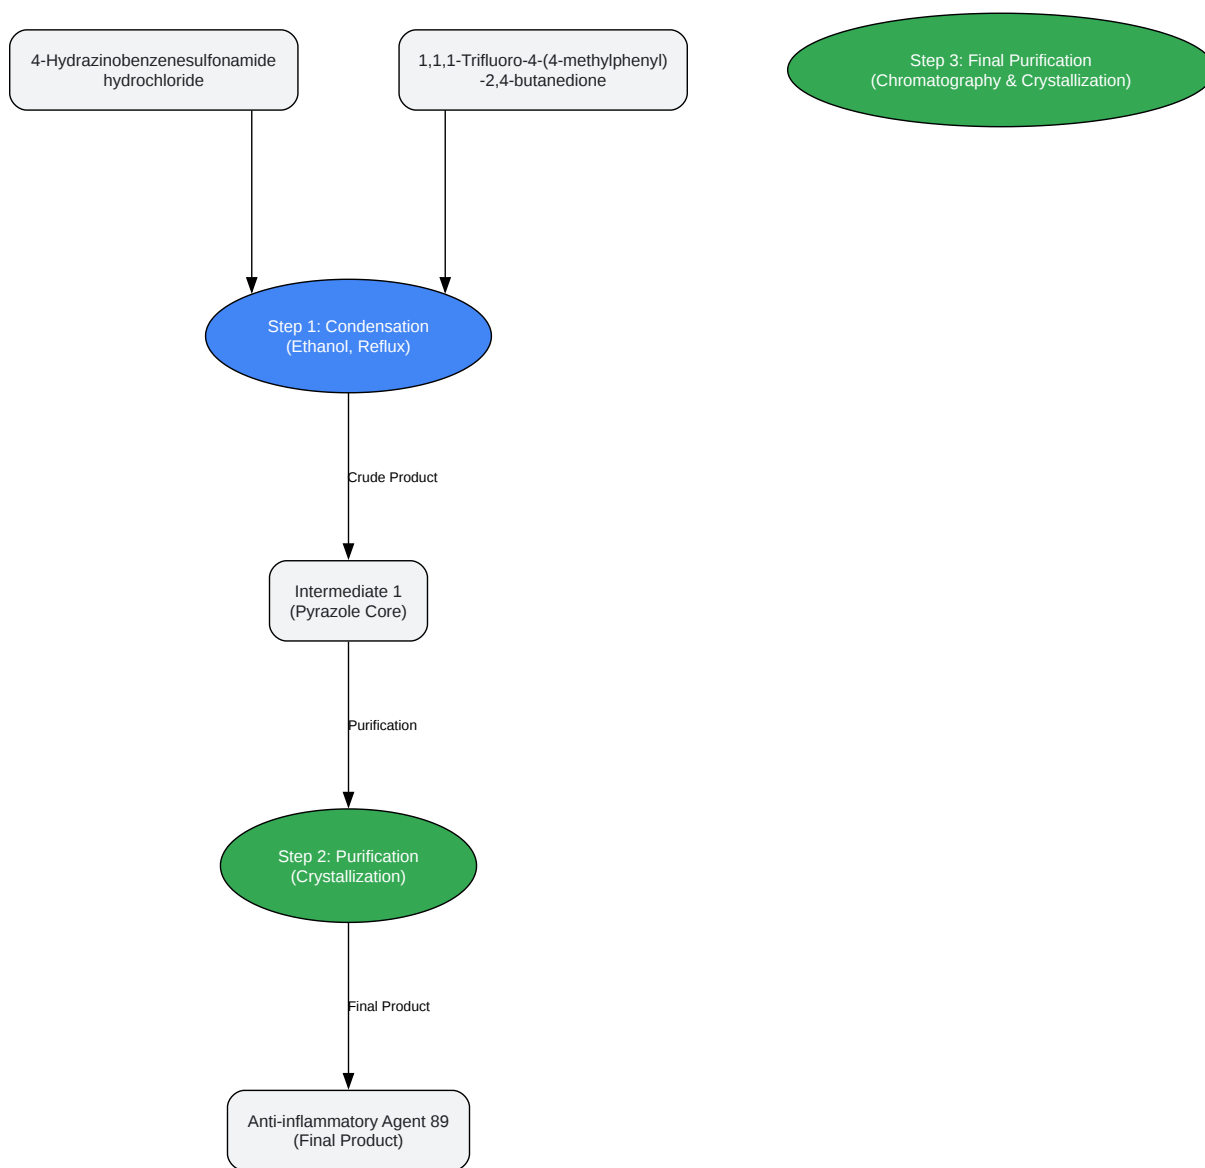 4-Hydrazinobenzenesulfonamide
hydrochloride
1,1,1-Trifluoro-4-(4-methylphenyl)
-2,4-butanedione
Step 3: Final Purification
(Chromatography & Crystallization)
Step 1: Condensation
(Ethanol, Reflux)
Crude Product
Intermediate 1
(Pyrazole Core)
Purification
Step 2: Purification
(Crystallization)
Final Product
Anti-inflammatory Agent 89
(Final Product)